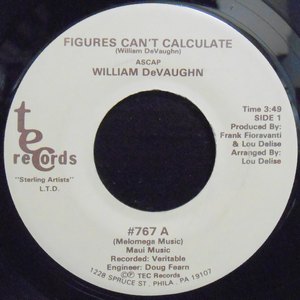 FIGURES CAN'T CALCULATE
(William DeVaughn)
ASCAP
WILLIAM DeVAUGHN
Time 3:49
SIDE 1
Produced By:
Frank Fioravanti
& Lou Delise
Arranged By:
Lou Delise
tec
records
"Sterling Artists"
L.T.D.
#767 A
(Melomega Music)
Maui Music
Recorded: Veritable
Engineer: Doug Fearn
©℗ TEC Records
1228 SPRUCE ST., PHILA., PA 19107